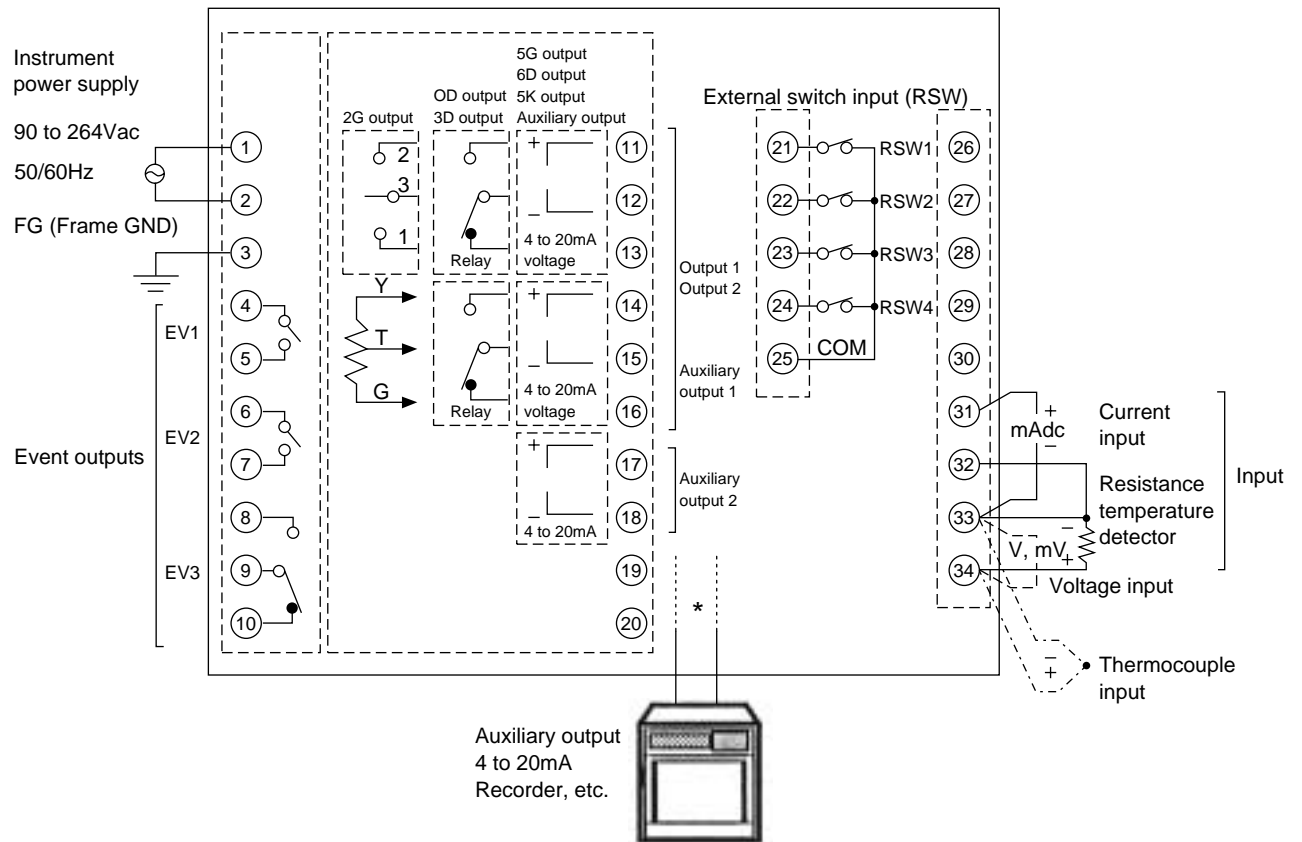 Instrument
power supply
90 to 264Vac
50/60Hz
FG (Frame GND)
Event outputs
EV1
EV2
EV3
1
2
3
4
5
6
7
8
9
10
2G output
2
3
1
Y
T
G
OD output
3D output
Relay
Relay
5G output
6D output
5K output
Auxiliary output
+
−
4 to 20mA
voltage
+
−
4 to 20mA
voltage
+
−
4 to 20mA
11
12
13
14
15
16
17
18
19
20
Output 1
Output 2
Auxiliary
output 1
Auxiliary
output 2
*
External switch input (RSW)
21
22
23
24
25
RSW1
RSW2
RSW3
RSW4
COM
26
27
28
29
30
31
32
33
34
+
mAdc
−
Current
input
Resistance
temperature
detector
−
V, mV
+
Voltage input
Input
−
+
Thermocouple
input
Auxiliary output
4 to 20mA
Recorder, etc.